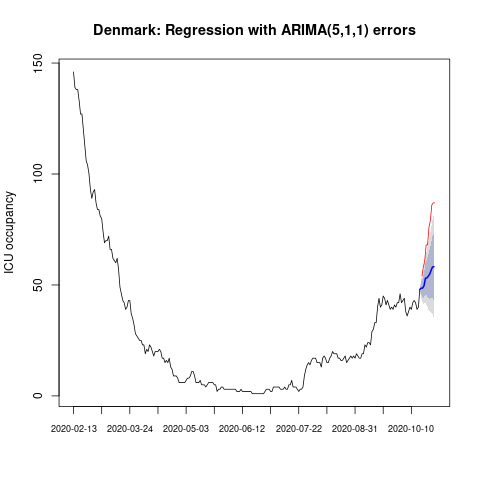 Denmark: Regression with ARIMA(5,1,1) errors
ICU occupancy
150
100
50
0
2020-02-13 2020-03-24 2020-05-03 2020-06-12 2020-07-22 2020-08-31 2020-10-10